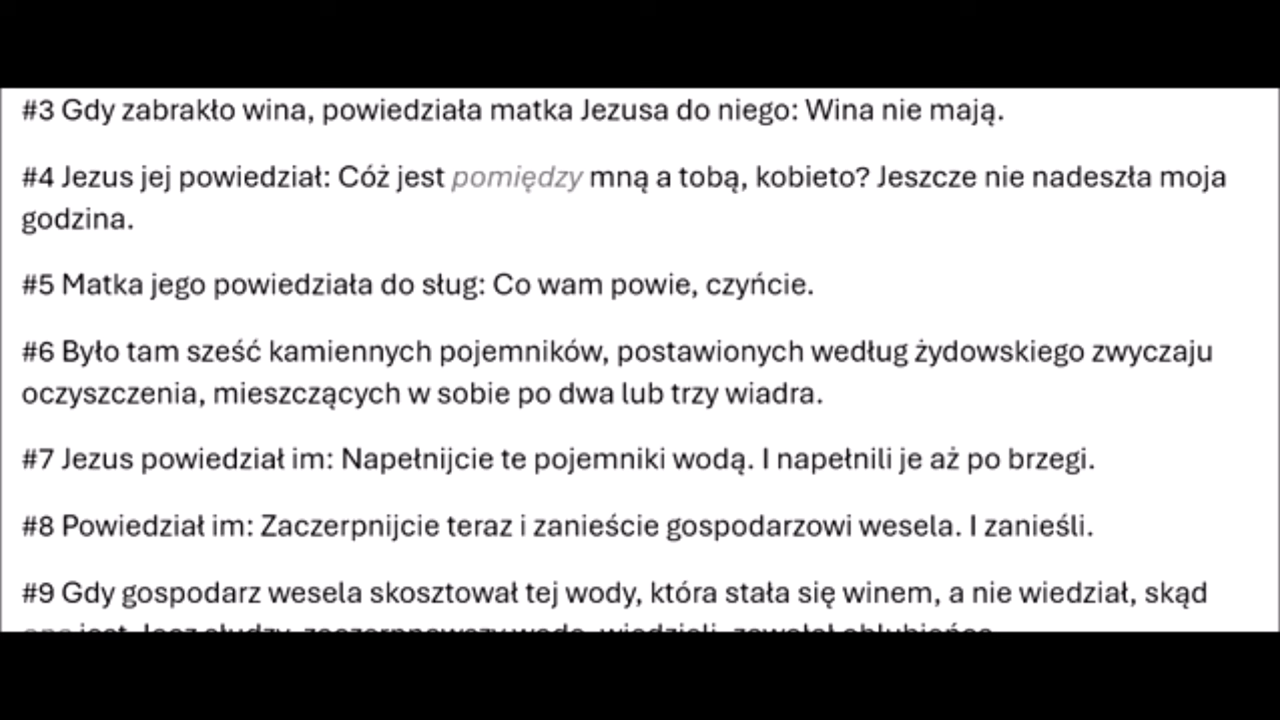 #3 Gdy zabrakło wina, powiedziała matka Jezusa do niego: Wina nie mają.
#4 Jezus jej powiedział: Cóż jest pomiędzy mną a tobą, kobieto? Jeszcze nie nadeszła moja
godzina.
#5 Matka jego powiedziała do sług: Co wam powie, czyńcie.
#6 Było tam sześć kamiennych pojemników, postawionych według żydowskiego zwyczaju
oczyszczenia, mieszczących w sobie po dwa lub trzy wiadra.
#7 Jezus powiedział im: Napełnijcie te pojemniki wodą. I napełnili je aż po brzegi.
#8 Powiedział im: Zaczerpnijcie teraz i zanieście gospodarzowi wesela. I zanieśli.
#9 Gdy gospodarz wesela skosztował tej wody, która stała się winem, a nie wiedział, skąd